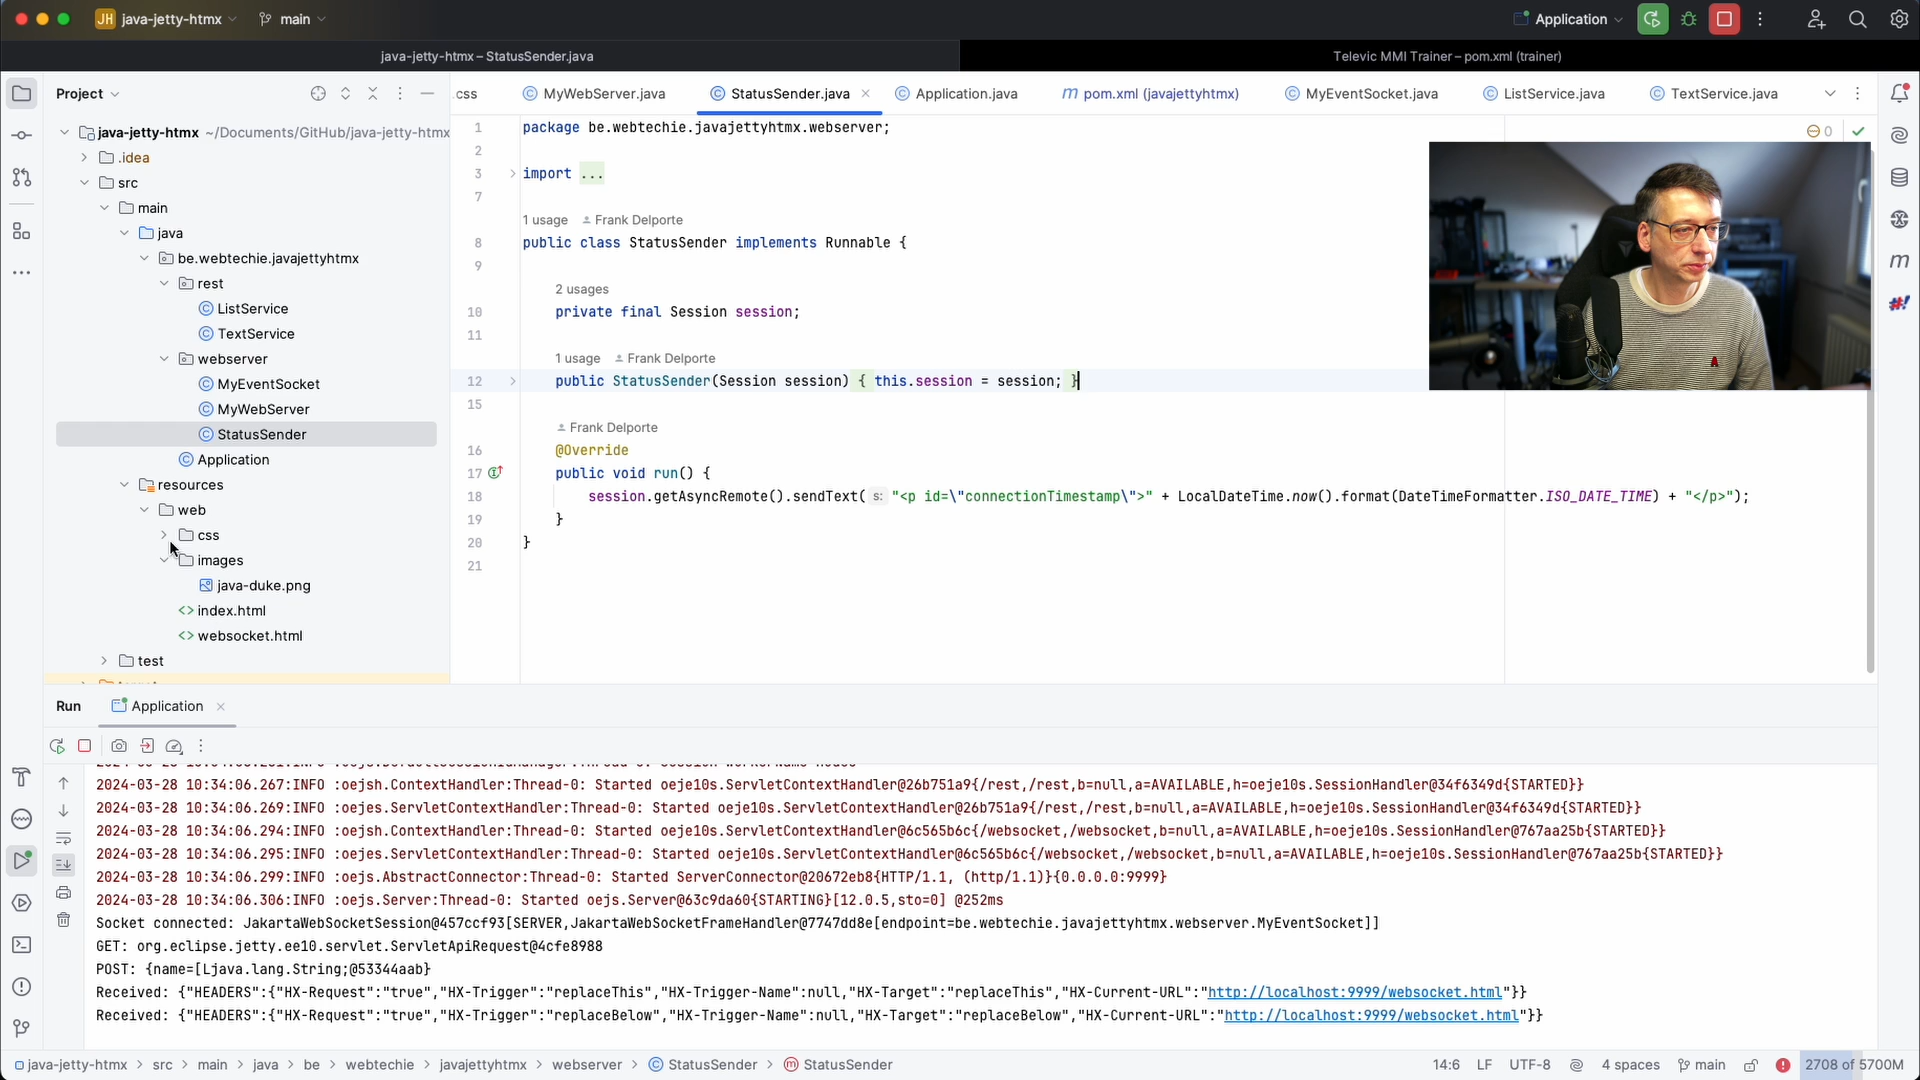 JH java-jetty-htmx main Application
java-jetty-htmx – StatusSender.java
Televic MMI Trainer – pom.xml (trainer)
Project
java-jetty-htmx ~/Documents/GitHub/java-jetty-htmx
.idea
src
main
java
be.webtechie.javajettyhtmx
rest
ListService
TextService
webserver
MyEventSocket
MyWebServer
StatusSender
Application
resources
web
css
images
java-duke.png
index.html
websocket.html
test
.css MyWebServer.java StatusSender.java Application.java pom.xml (javajettyhtmx) MyEventSocket.java ListService.java TextService.java
0
1 package be.webtechie.javajettyhtmx.webserver;
2
3 import ...
7
1 usage Frank Delporte
8 public class StatusSender implements Runnable {
9
2 usages
10 private final Session session;
11
1 usage Frank Delporte
12 public StatusSender(Session session) { this.session = session; }
15
Frank Delporte
16 @Override
17 public void run() {
18 session.getAsyncRemote().sendText( s: "<p id=\"connectionTimestamp\">" + LocalDateTime.now().format(DateTimeFormatter.ISO_DATE_TIME) + "</p>");
19 }
20 }
21
Run Application
2024-03-28 10:34:06.267:INFO :oejsh.ContextHandler:Thread-0: Started oeje10s.ServletContextHandler@26b751a9{/rest,/rest,b=null,a=AVAILABLE,h=oeje10s.SessionHandler@34f6349d{STARTED}}
2024-03-28 10:34:06.269:INFO :oejes.ServletContextHandler:Thread-0: Started oeje10s.ServletContextHandler@26b751a9{/rest,/rest,b=null,a=AVAILABLE,h=oeje10s.SessionHandler@34f6349d{STARTED}}
2024-03-28 10:34:06.294:INFO :oejsh.ContextHandler:Thread-0: Started oeje10s.ServletContextHandler@6c565b6c{/websocket,/websocket,b=null,a=AVAILABLE,h=oeje10s.SessionHandler@767aa25b{STARTED}}
2024-03-28 10:34:06.295:INFO :oejes.ServletContextHandler:Thread-0: Started oeje10s.ServletContextHandler@6c565b6c{/websocket,/websocket,b=null,a=AVAILABLE,h=oeje10s.SessionHandler@767aa25b{STARTED}}
2024-03-28 10:34:06.299:INFO :oejs.AbstractConnector:Thread-0: Started ServerConnector@20672eb8{HTTP/1.1, (http/1.1)}{0.0.0.0:9999}
2024-03-28 10:34:06.306:INFO :oejs.Server:Thread-0: Started oejs.Server@63c9da60{STARTING}[12.0.5,sto=0] @252ms
Socket connected: JakartaWebSocketSession@457ccf93[SERVER,JakartaWebSocketFrameHandler@7747dd8e[endpoint=be.webtechie.javajettyhtmx.webserver.MyEventSocket]]
GET: org.eclipse.jetty.ee10.servlet.ServletApiRequest@4cfe8988
POST: {name=[Ljava.lang.String;@53344aab}
Received: {"HEADERS":{"HX-Request":"true","HX-Trigger":"replaceThis","HX-Trigger-Name":null,"HX-Target":"replaceThis","HX-Current-URL":"http://localhost:9999/websocket.html"}}
Received: {"HEADERS":{"HX-Request":"true","HX-Trigger":"replaceBelow","HX-Trigger-Name":null,"HX-Target":"replaceBelow","HX-Current-URL":"http://localhost:9999/websocket.html"}}
java-jetty-htmx > src > main > java > be > webtechie > javajettyhtmx > webserver > StatusSender > StatusSender 14:6 LF UTF-8 4 spaces main 2708 of 5700M